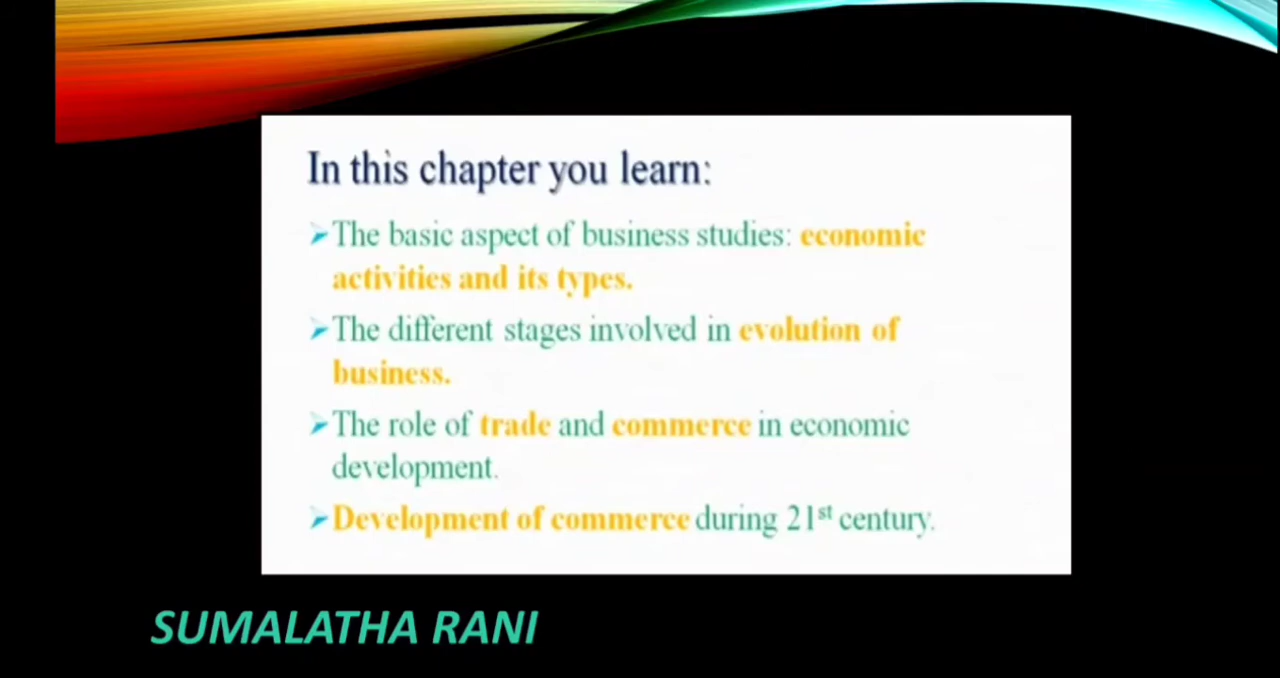 In this chapter you learn:
➢The basic aspect of business studies: economic
activities and its types.
➢The different stages involved in evolution of
business.
➢The role of trade and commerce in economic
development.
➢Development of commerce during 21st century.
SUMALATHA RANI